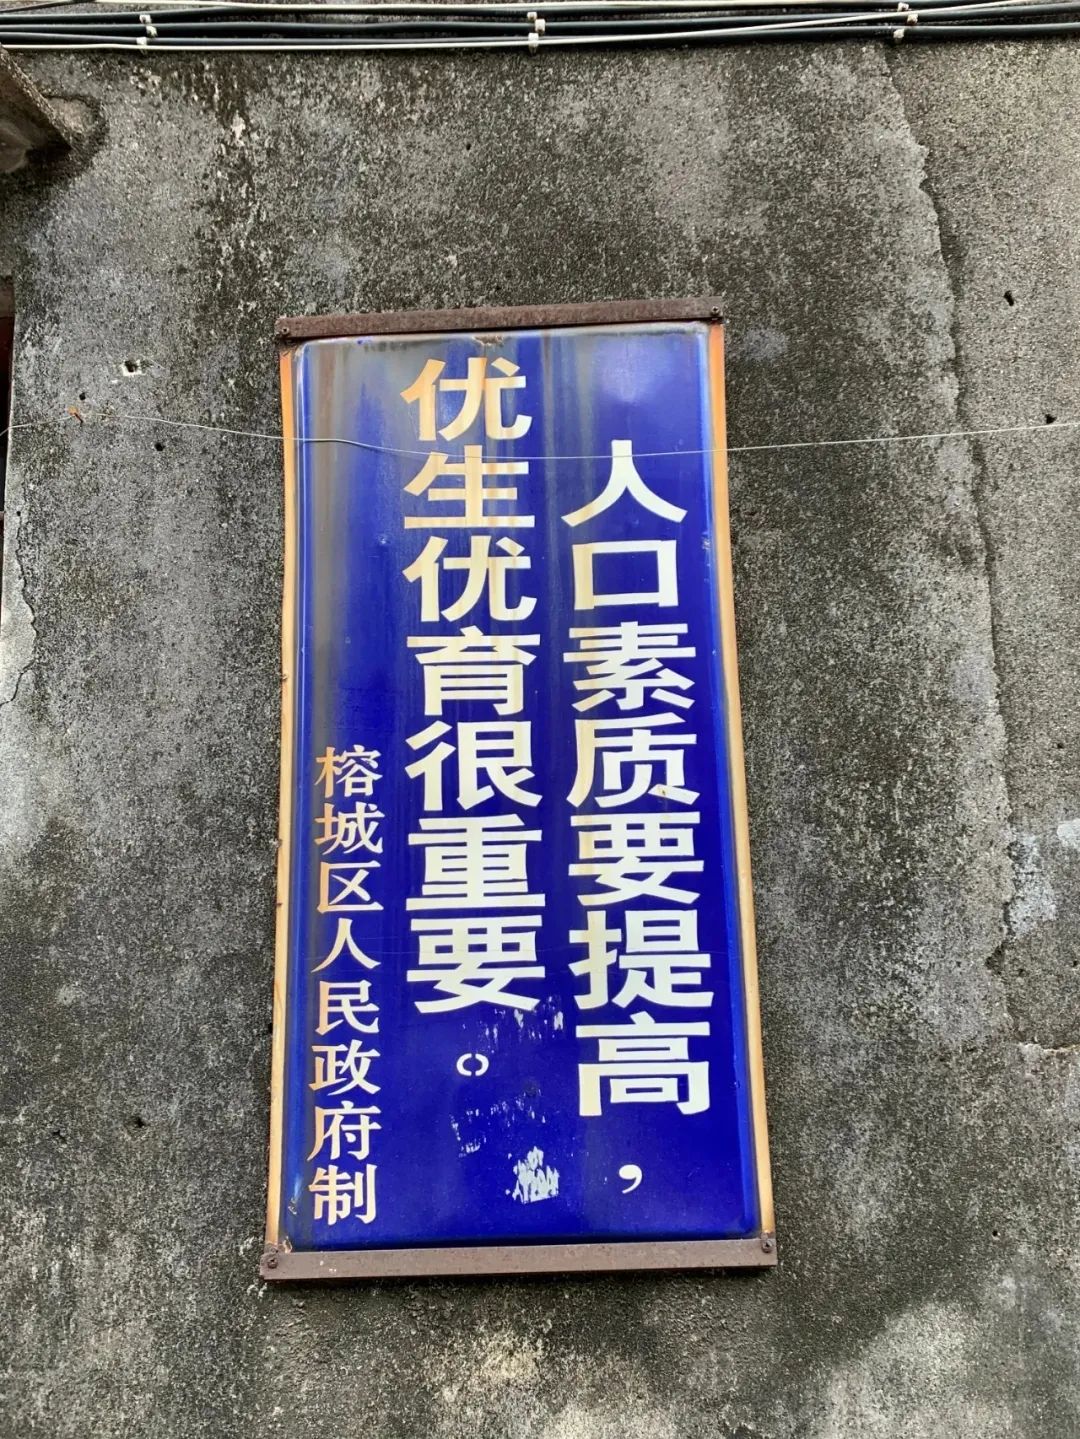 人口素质要提高，
优生优育很重要。
榕城区人民政府制